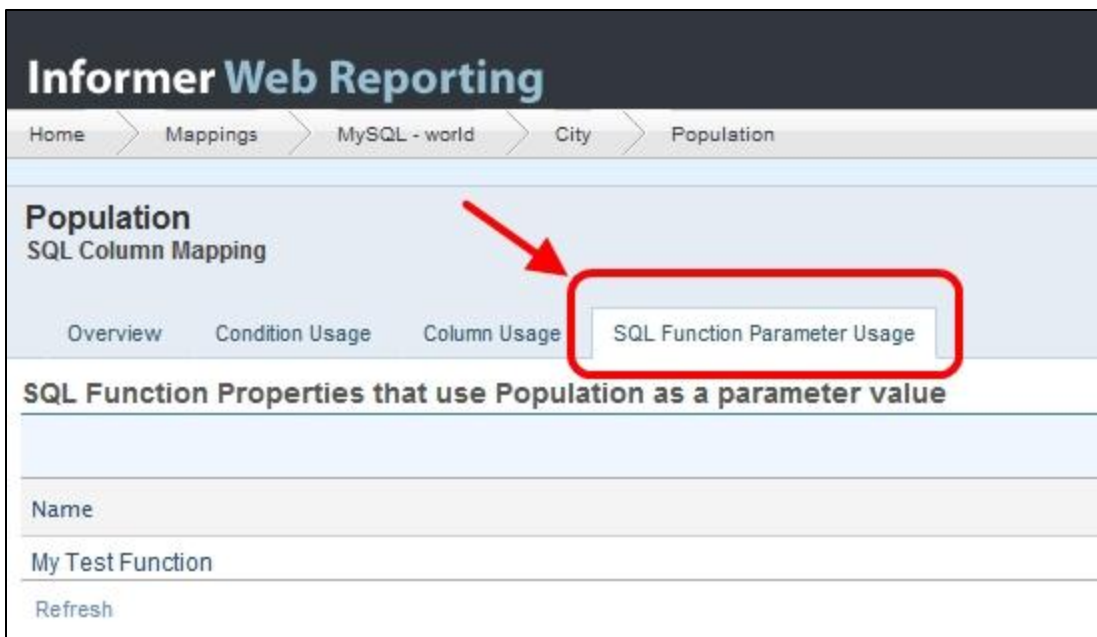 Informer Web Reporting
Home Mappings MySQL - world City Population
Population
SQL Column Mapping
Overview Condition Usage Column Usage SQL Function Parameter Usage
SQL Function Properties that use Population as a parameter value
Name
My Test Function
Refresh